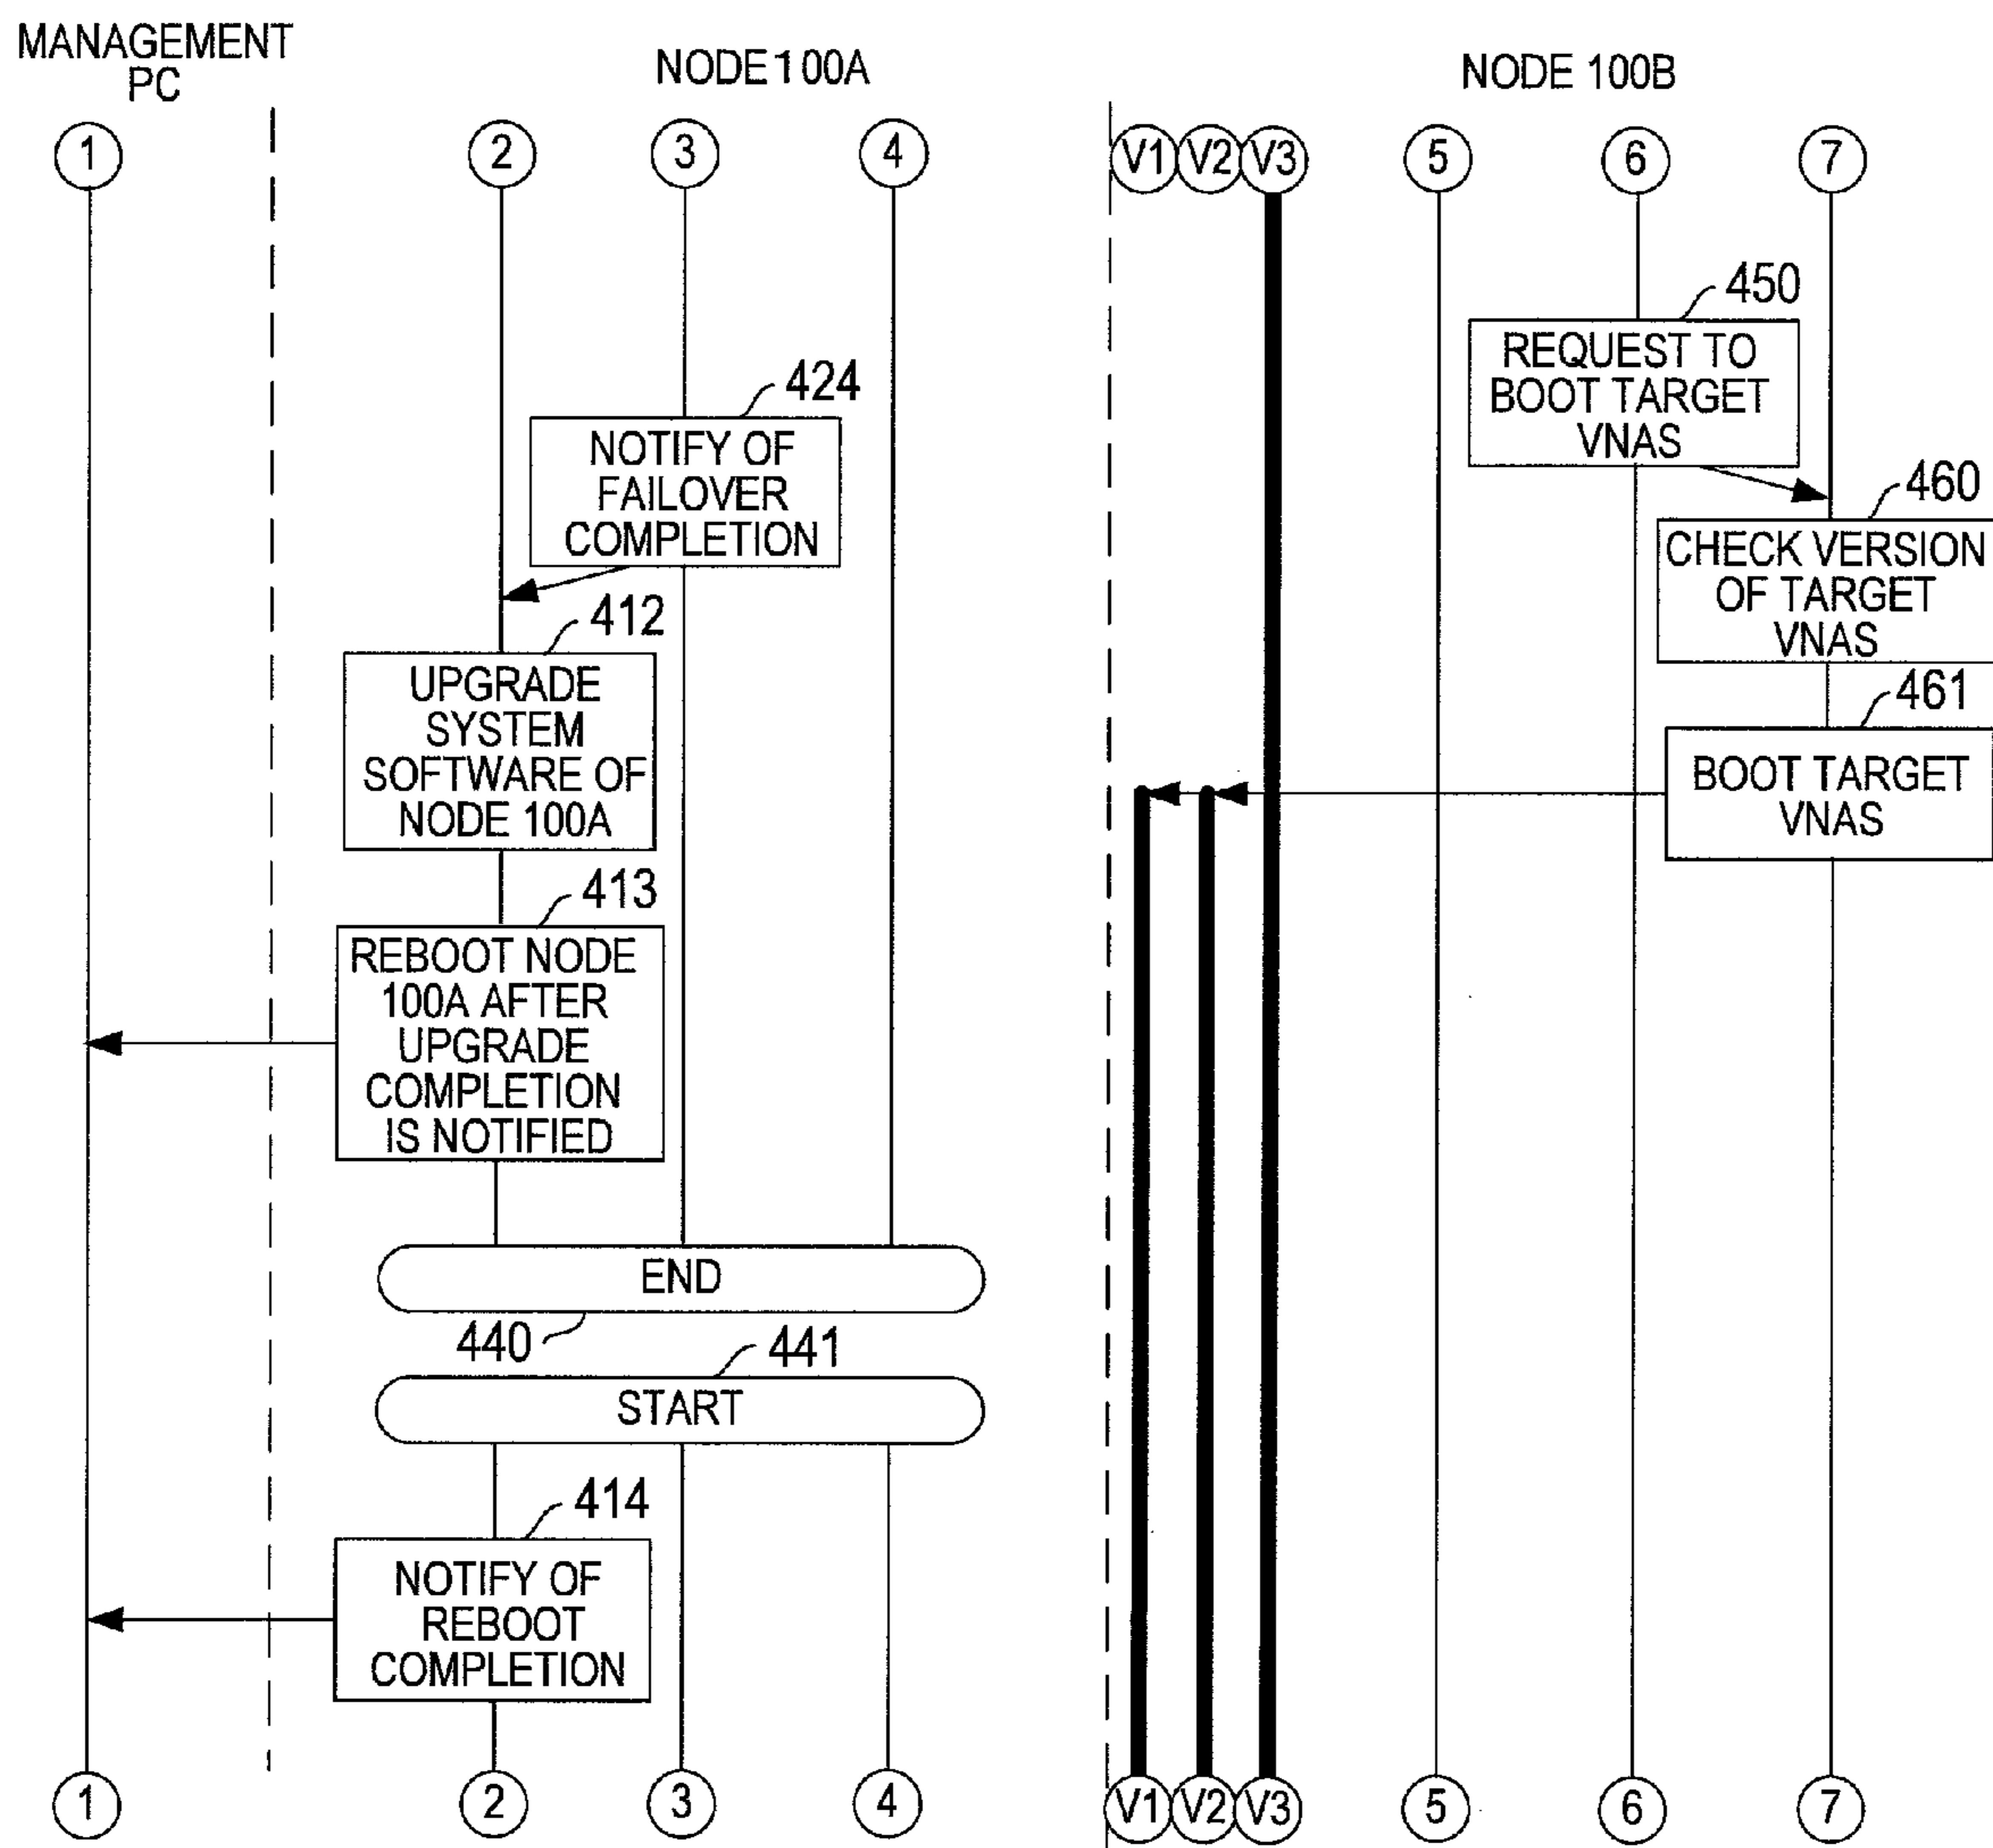 MANAGEMENT
PC
NODE 100A
NODE 100B
1
2
3
4
V1
V2
V3
5
6
7
450
REQUEST TO
BOOT TARGET
VNAS
424
NOTIFY OF
FAILOVER
COMPLETION
460
CHECK VERSION
OF TARGET
VNAS
412
UPGRADE
SYSTEM
SOFTWARE OF
NODE 100A
461
BOOT TARGET
VNAS
413
REBOOT NODE
100A AFTER
UPGRADE
COMPLETION
IS NOTIFIED
END
440
441
START
414
NOTIFY OF
REBOOT
COMPLETION
1
2
3
4
V1
V2
V3
5
6
7